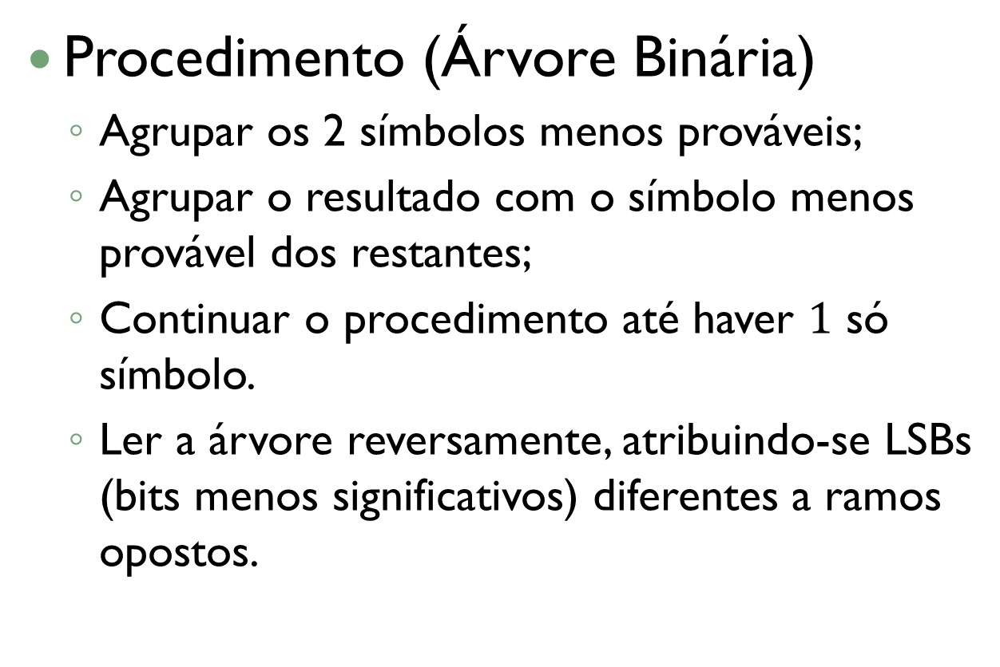 • Procedimento (Árvore Binária)
◦ Agrupar os 2 símbolos menos prováveis;
◦ Agrupar o resultado com o símbolo menos
provável dos restantes;
◦ Continuar o procedimento até haver 1 só
símbolo.
◦ Ler a árvore reversamente, atribuindo-se LSBs
(bits menos significativos) diferentes a ramos
opostos.